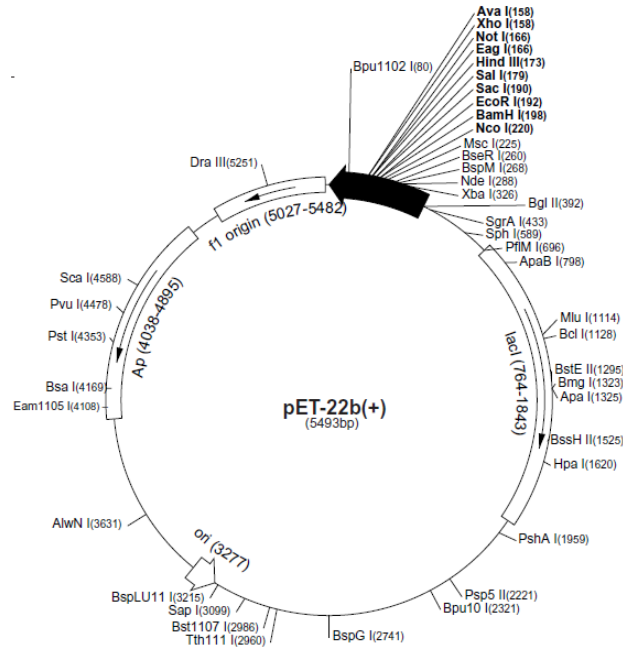 Ava I(158)
Xho I(158)
Not I(166)
Eag I(166)
Hind III(173)
Sal I(179)
Sac I(190)
EcoR I(192)
BamH I(198)
Nco I(220)
Bpu1102 I(80)
Msc I(225)
BseR I(260)
BspM I(268)
Nde I(288)
Xba I(326)
Bgl II(392)
SgrA I(433)
Sph I(589)
PflM I(696)
ApaB I(798)
Mlu I(1114)
Bcl I(1128)
BstE II(1295)
Bmg I(1323)
Apa I(1325)
BssH II(1525)
Hpa I(1620)
PshA I(1959)
Psp5 II(2221)
Bpu10 I(2321)
BspG I(2741)
Tth111 I(2960)
Bst1107 I(2986)
Sap I(3099)
BspLU11 I(3215)
AlwN I(3631)
Eam1105 I(4108)
Bsa I(4169)
Pst I(4353)
Pvu I(4478)
Sca I(4588)
Dra III(5251)
f1 origin (5027-5482)
Ap (4038-4895)
lacI (764-1843)
ori (3277)
pET-22b(+)
(5493bp)